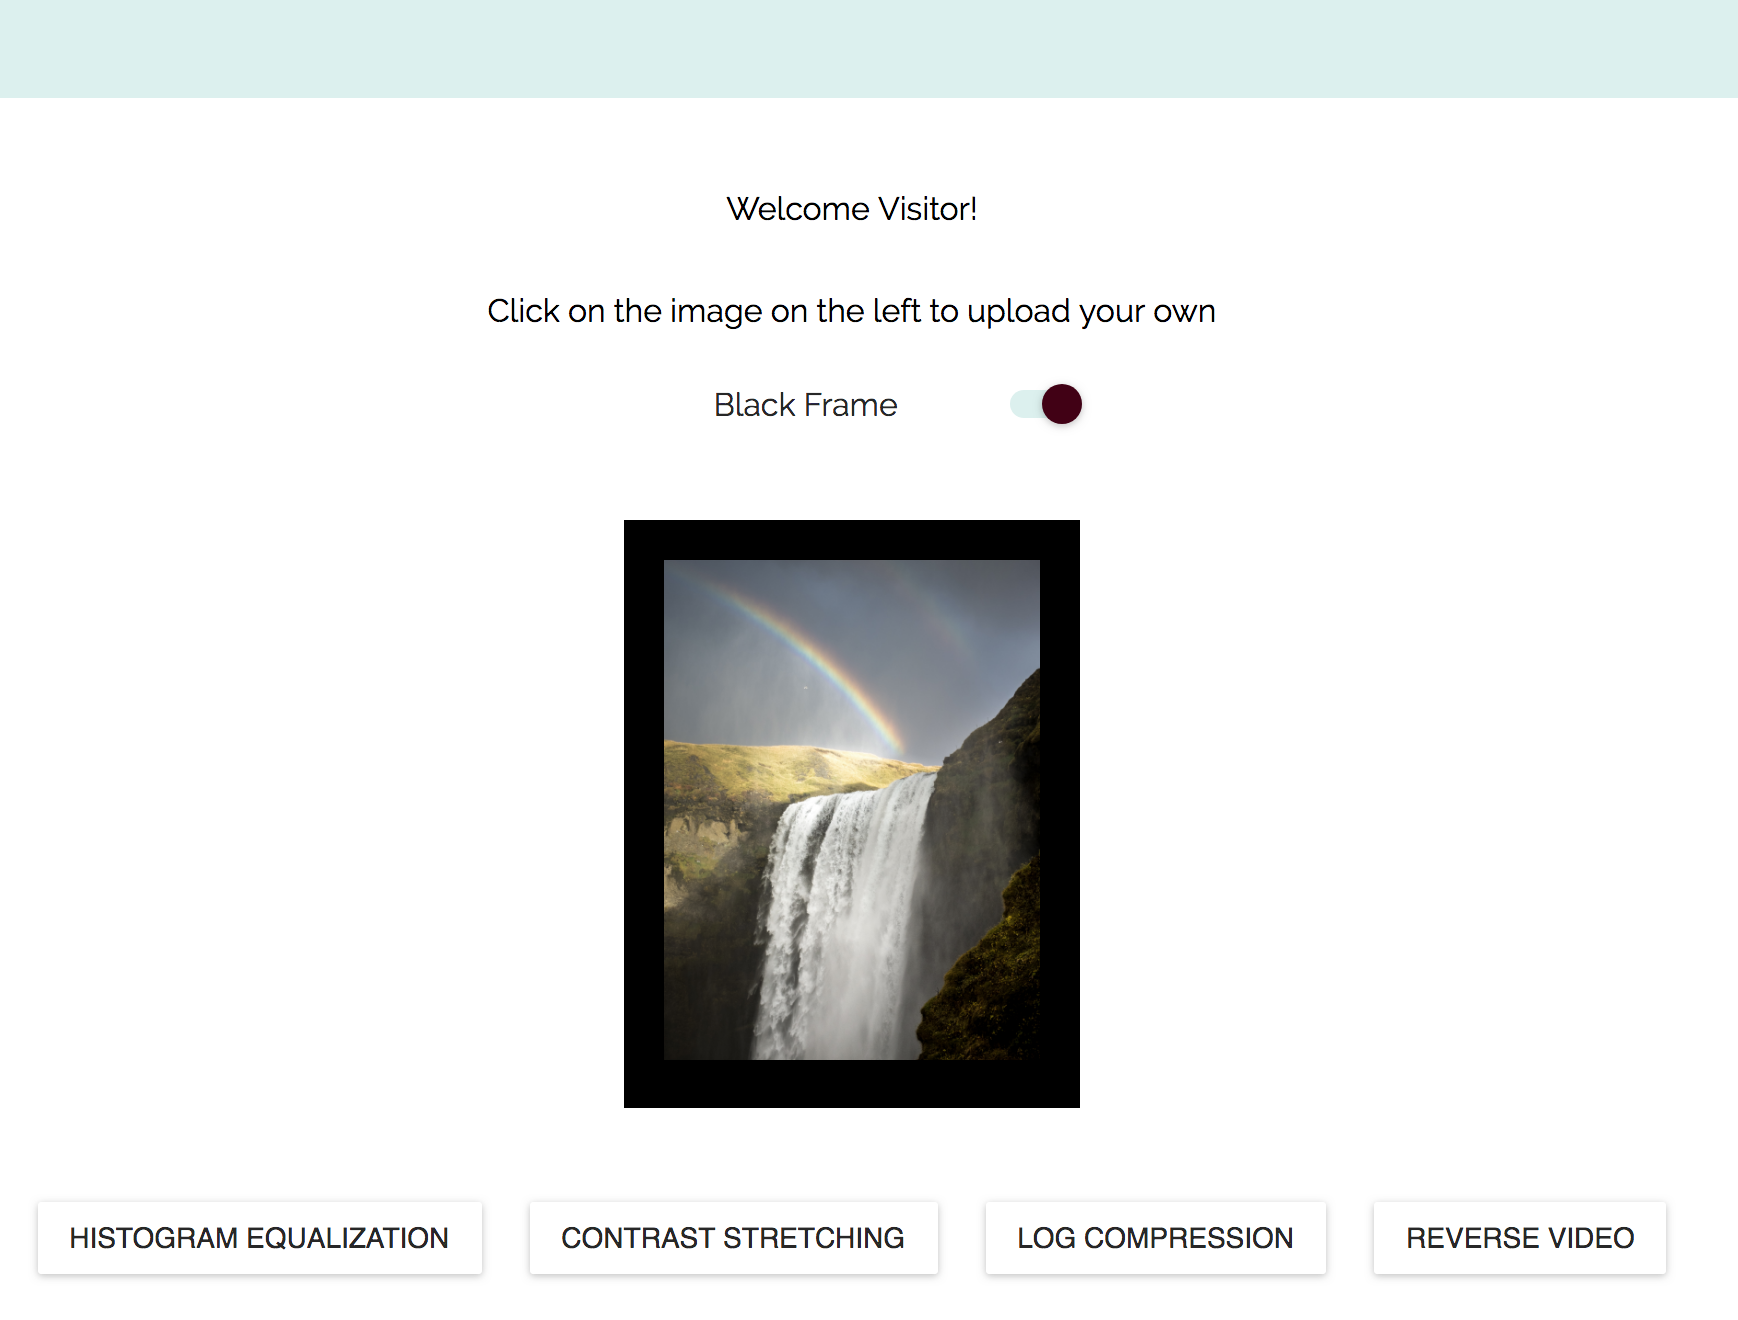 Welcome Visitor!
Click on the image on the left to upload your own
Black Frame
HISTOGRAM EQUALIZATION
CONTRAST STRETCHING
LOG COMPRESSION
REVERSE VIDEO